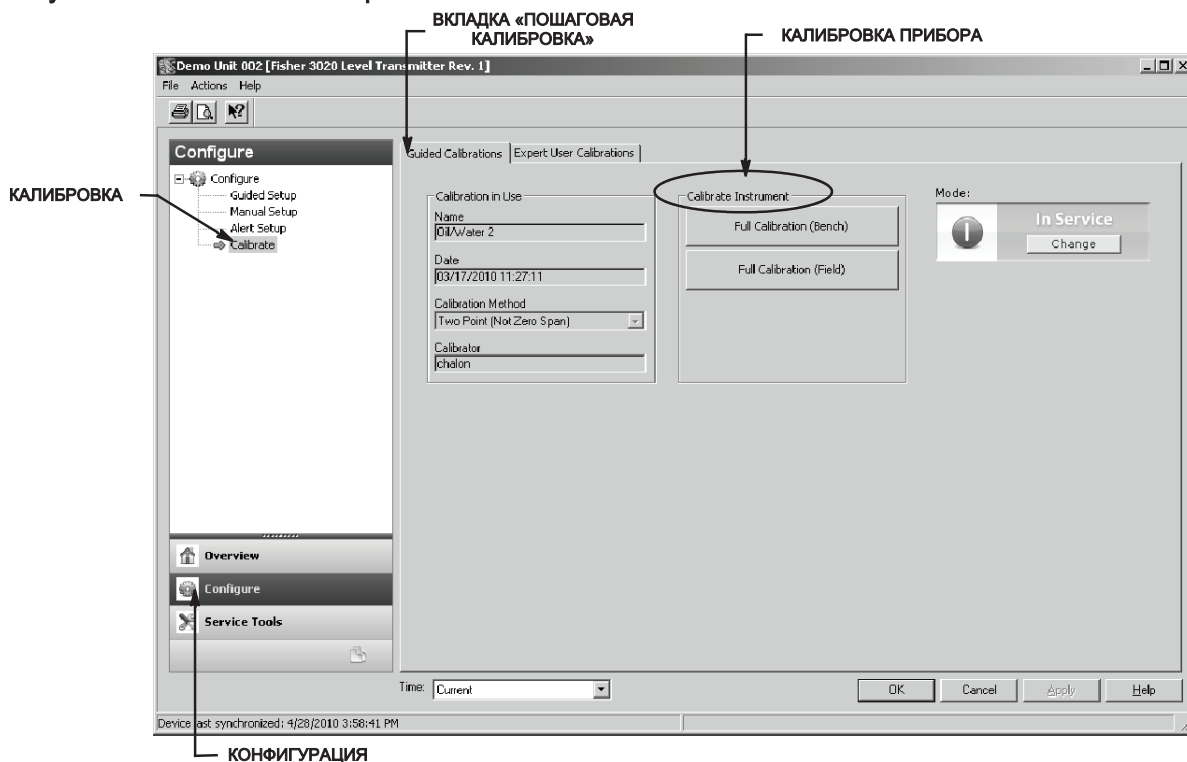 ВКЛАДКА «ПОШАГОВАЯ
КАЛИБРОВКА»
КАЛИБРОВКА ПРИБОРА
Demo Unit 002 [Fisher 3020 Level Transmitter Rev. 1]
File Actions Help
Configure
Configure
Guided Setup
Manual Setup
Alert Setup
Calibrate
КАЛИБРОВКА
Guided Calibrations Expert User Calibrations
Calibration in Use
Name
Oil/Water 2
Date
03/17/2010 11:27:11
Calibration Method
Two Point (Not Zero Span)
Calibrator
chalon
Calibrate Instrument
Full Calibration (Bench)
Full Calibration (Field)
Mode:
In Service
Change
Overview
Configure
Service Tools
Time: Current
OK Cancel Apply Help
Device last synchronized: 4/28/2010 3:58:41 PM
КОНФИГУРАЦИЯ